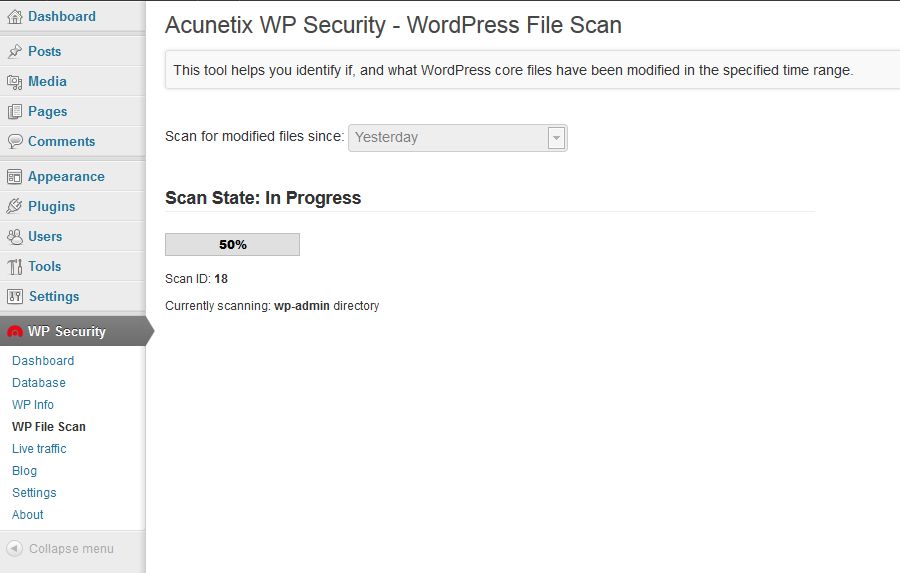 Dashboard
Posts
Media
Pages
Comments
Appearance
Plugins
Users
Tools
Settings
WP Security
Dashboard
Database
WP Info
WP File Scan
Live traffic
Blog
Settings
About
Collapse menu
Acunetix WP Security - WordPress File Scan
This tool helps you identify if, and what WordPress core files have been modified in the specified time range.
Scan for modified files since: Yesterday
Scan State: In Progress
50%
Scan ID: 18
Currently scanning: wp-admin directory